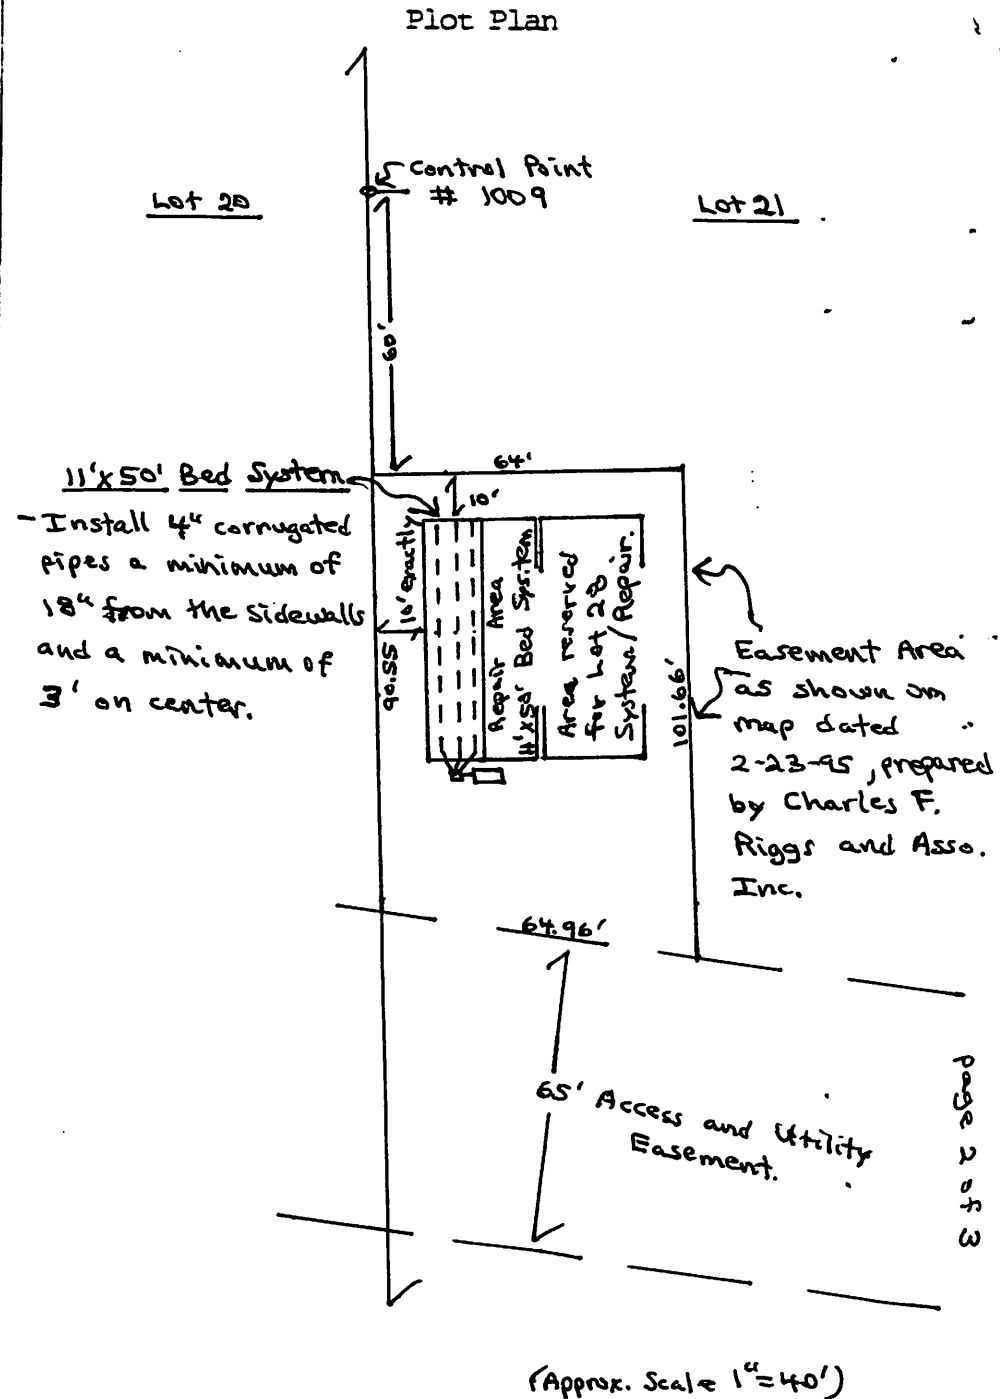 Plot Plan
Control Point
# 1009
Lot 20
Lot 21
60'
64'
11'x50' Bed System
- Install 4" corrugated
pipes a minimum of
18" from the sidewalls
and a minimum of
3' on center.
10'
10' exactly
90.55
Repair Area
11'x50' Bed System
Area reserved
for Lot 20
System/Repair.
101.66'
Easement Area
as shown on
map dated
2-23-95, prepared
by Charles F.
Riggs and Asso.
Inc.
64.96'
65' Access and Utility
Easement.
page 2 of 3
(Approx. Scale 1"=40')